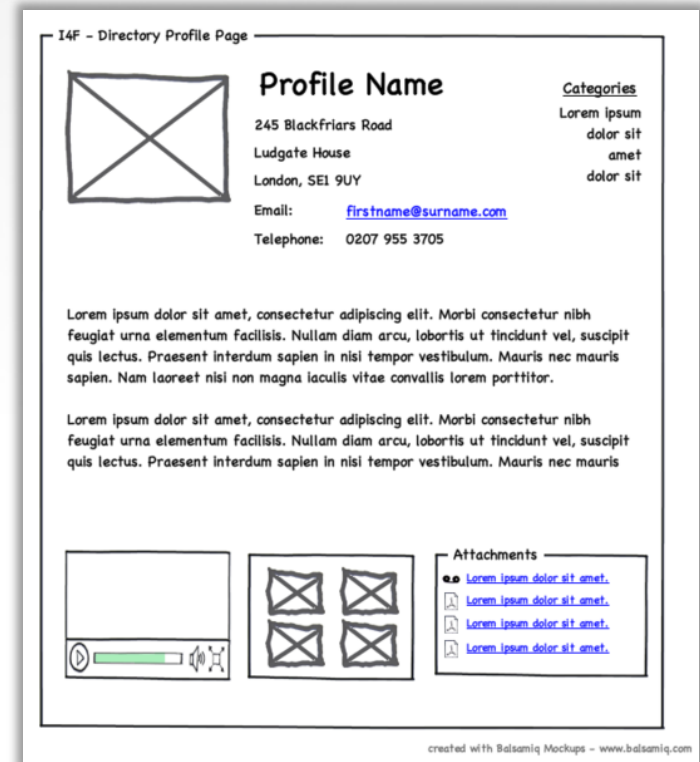 I4F - Directory Profile Page
Profile Name
245 Blackfriars Road
Ludgate House
London, SE1 9UY
Email: firstname@surname.com
Telephone: 0207 955 3705
Categories
Lorem ipsum
dolor sit
amet
dolor sit
Lorem ipsum dolor sit amet, consectetur adipiscing elit. Morbi consectetur nibh
feugiat urna elementum facilisis. Nullam diam arcu, lobortis ut tincidunt vel, suscipit
quis lectus. Praesent interdum sapien in nisi tempor vestibulum. Mauris nec mauris
sapien. Nam laoreet nisi non magna iaculis vitae convallis lorem porttitor.
Lorem ipsum dolor sit amet, consectetur adipiscing elit. Morbi consectetur nibh
feugiat urna elementum facilisis. Nullam diam arcu, lobortis ut tincidunt vel, suscipit
quis lectus. Praesent interdum sapien in nisi tempor vestibulum. Mauris nec mauris
Attachments
Lorem ipsum dolor sit amet.
Lorem ipsum dolor sit amet.
Lorem ipsum dolor sit amet.
Lorem ipsum dolor sit amet.
created with Balsamiq Mockups - www.balsamiq.com